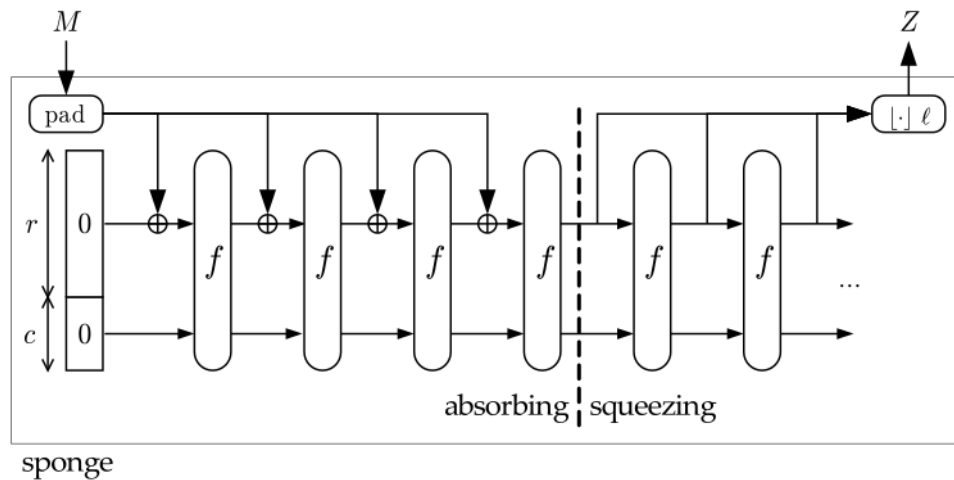 M Z
pad ⌊·⌋ ℓ
r 0 f f f f f f
c 0 ...
absorbing squeezing
sponge